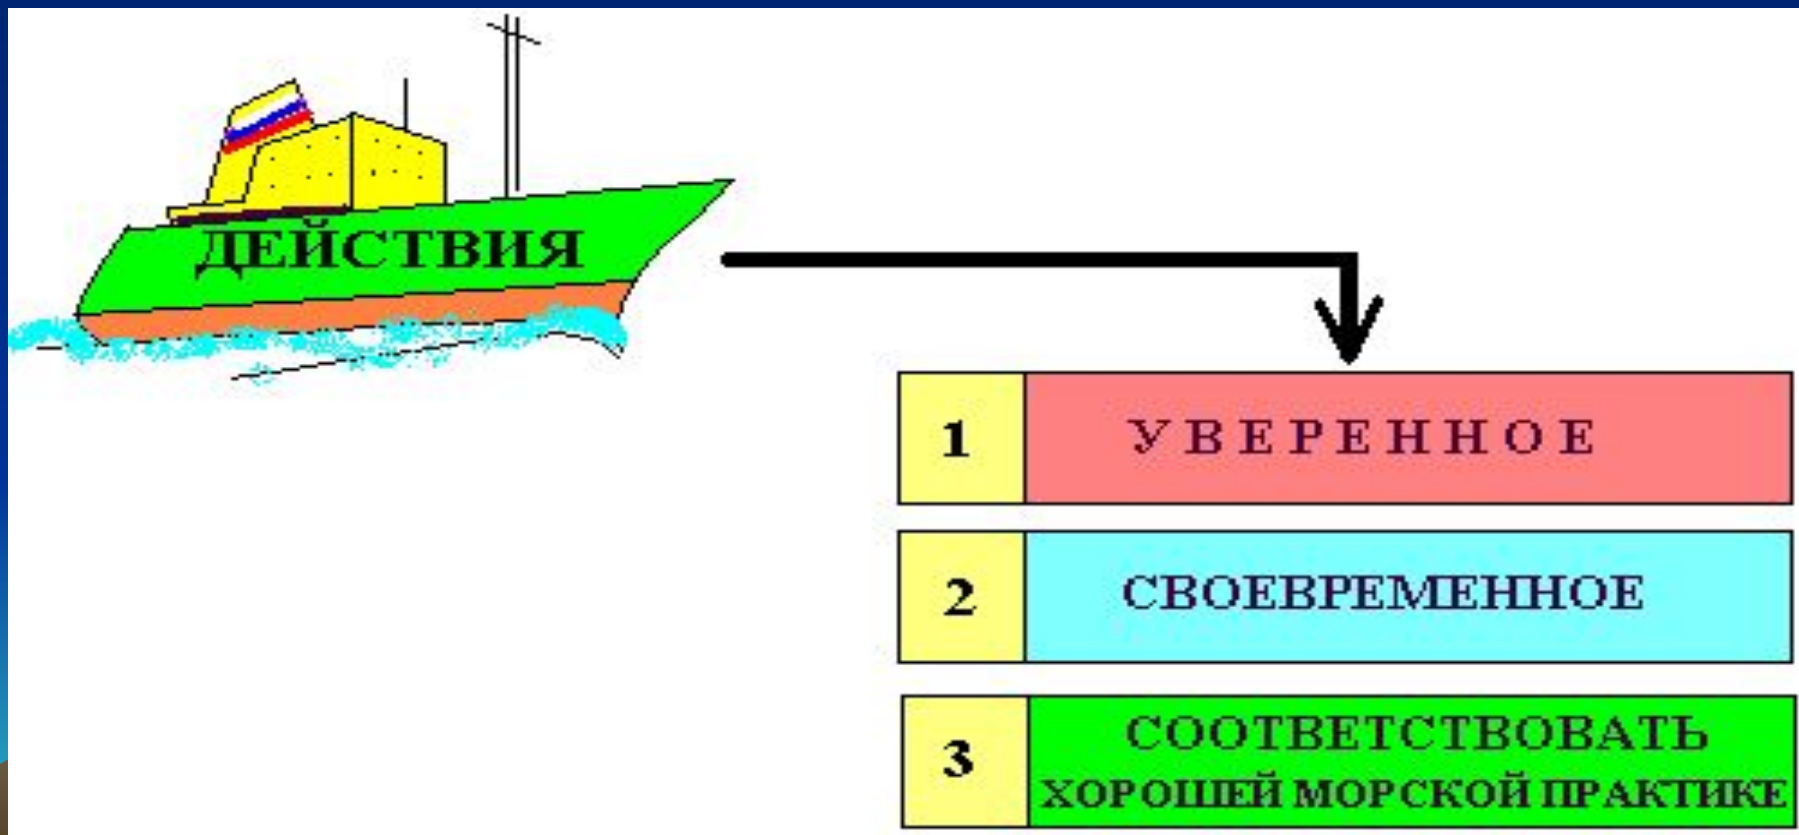 ДЕЙСТВИЯ
1 УВЕРЕННОЕ
2 СВОЕВРЕМЕННОЕ
3 СООТВЕТСТВОВАТЬ
ХОРОШЕЙ МОРСКОЙ ПРАКТИКЕ